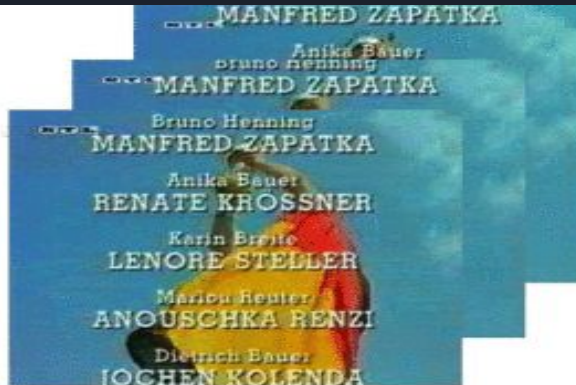 MANFRED ZAPATKA
Anika Bauer
Bruno Henning
MANFRED ZAPATKA
Bruno Henning
MANFRED ZAPATKA
Anika Bauer
RENATE KRÖSSNER
Karin Breite
LENORE STELLER
Marlou Reuter
ANOUSCHKA RENZI
Dietrich Bauer
JOCHEN KOLENDA